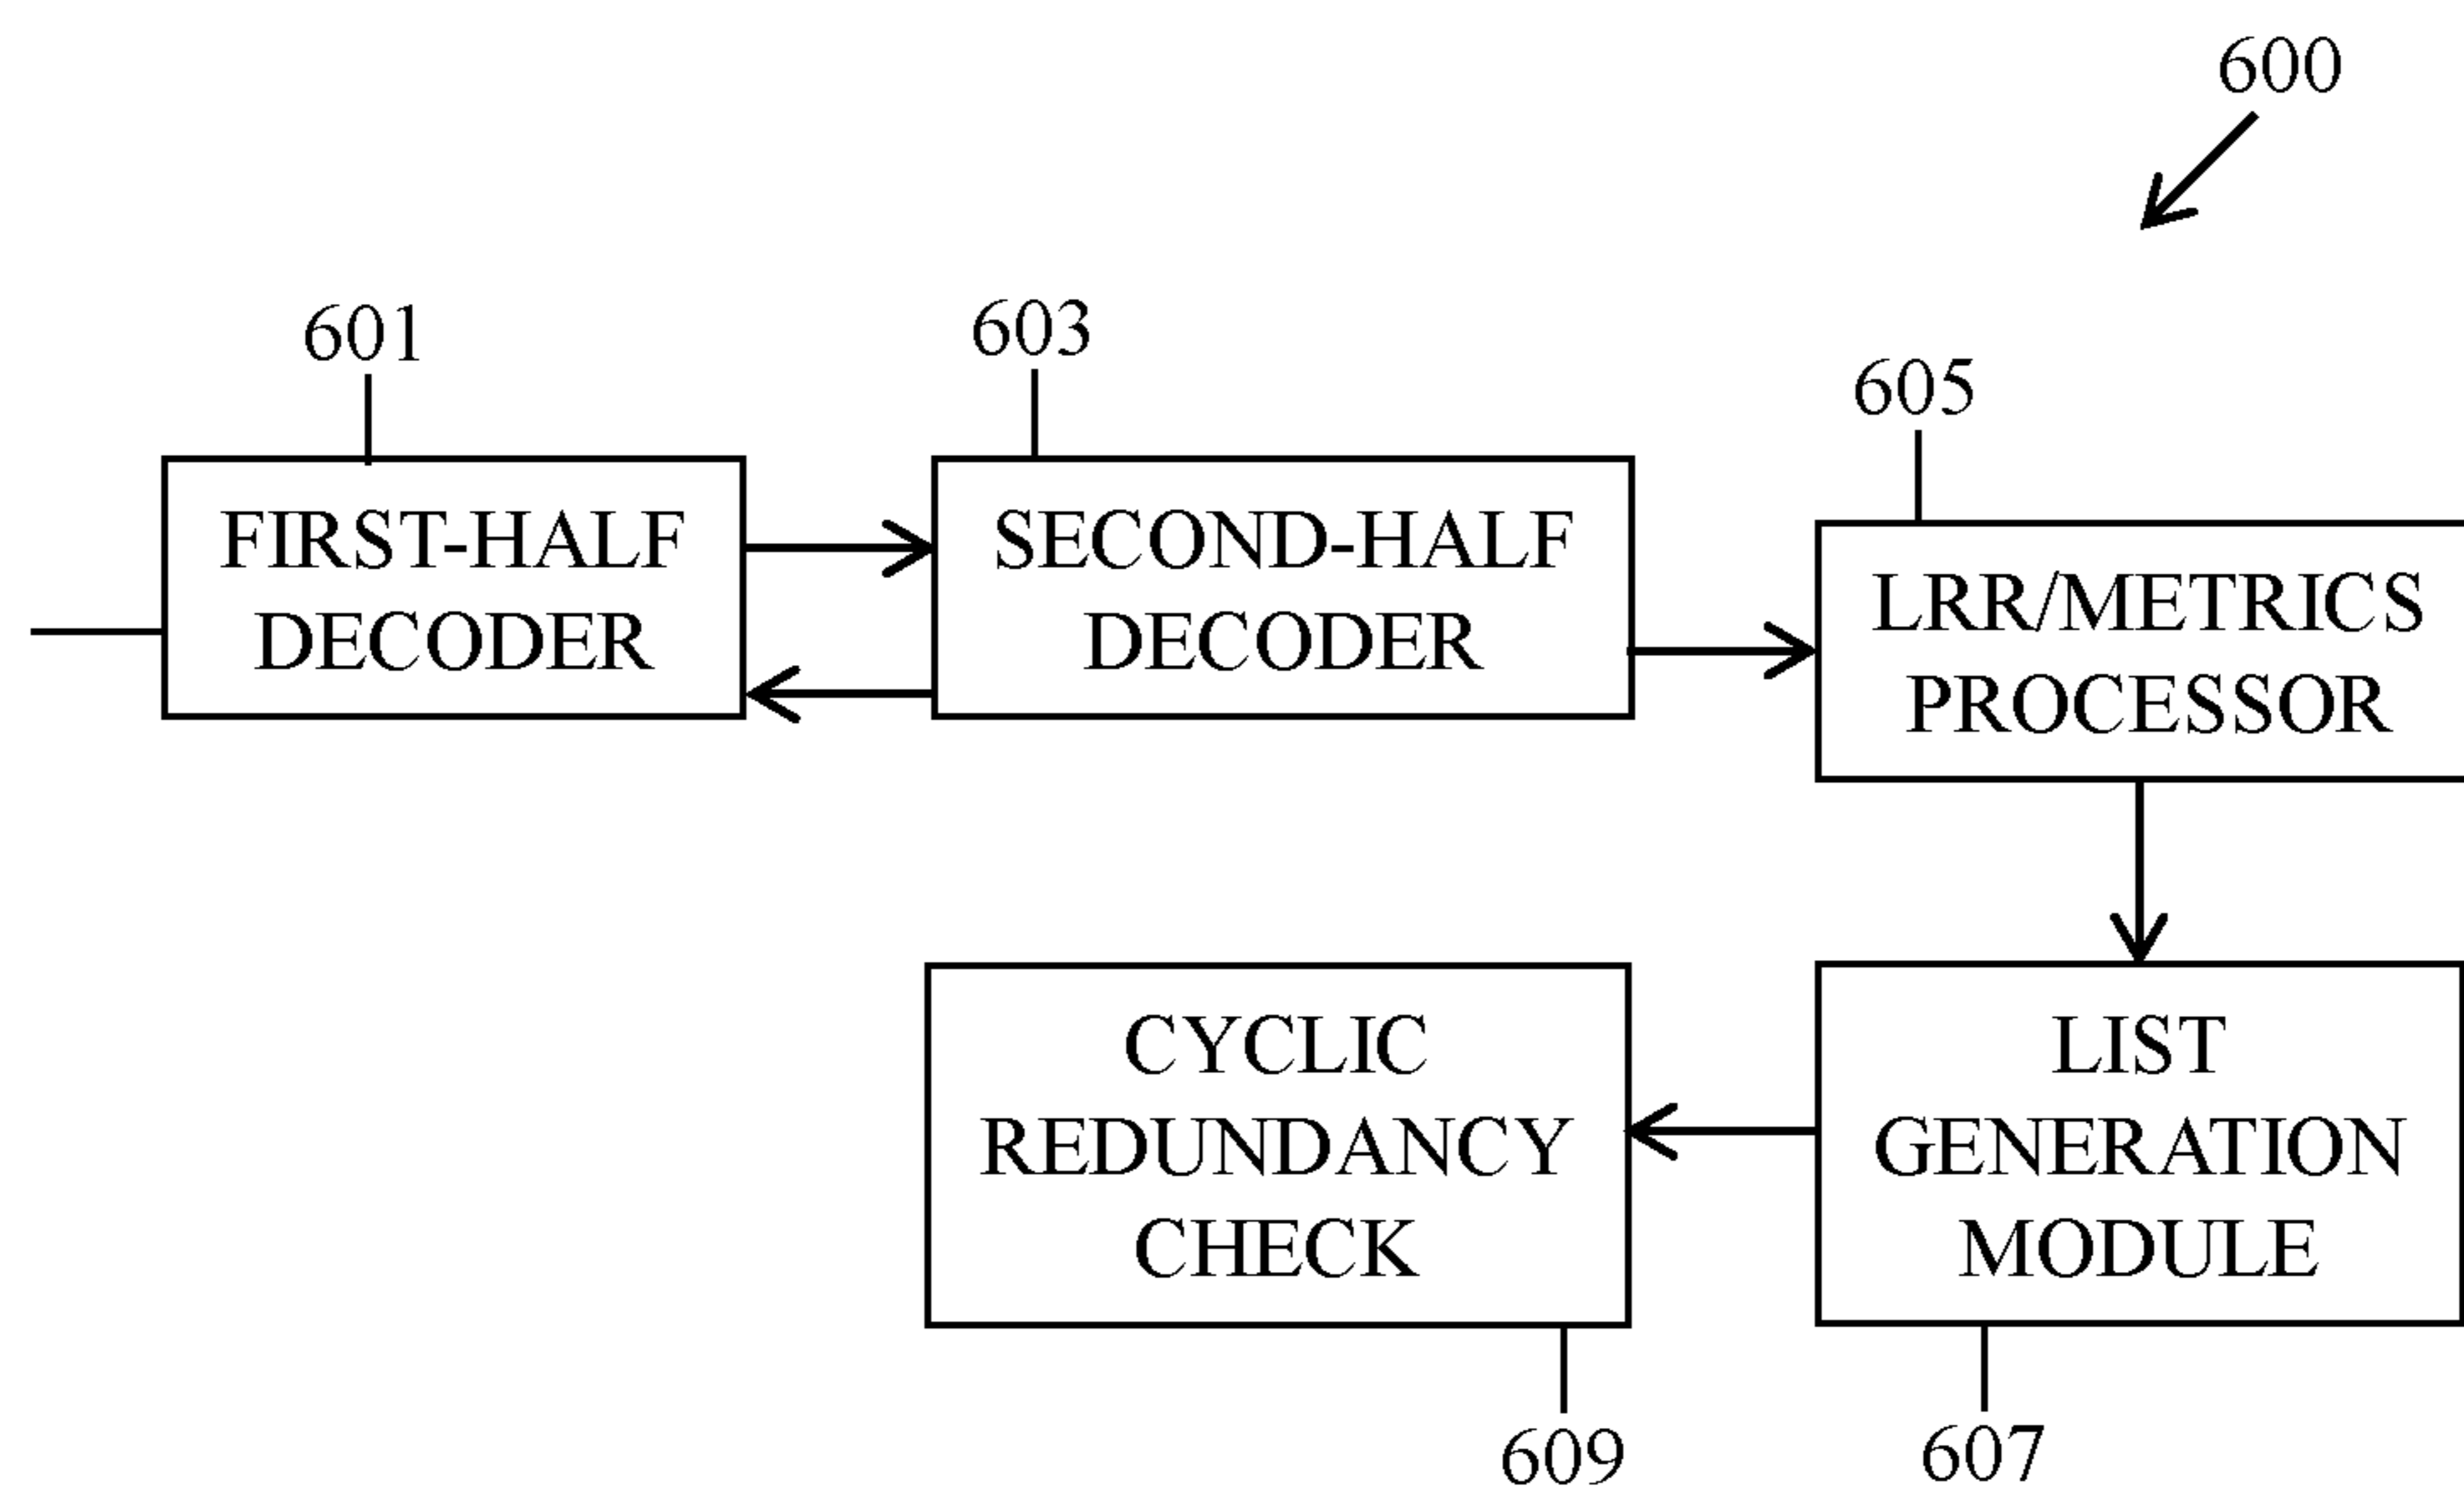 600
601
603
605
FIRST-HALF
DECODER
SECOND-HALF
DECODER
LRR/METRICS
PROCESSOR
CYCLIC
REDUNDANCY
CHECK
LIST
GENERATION
MODULE
609
607